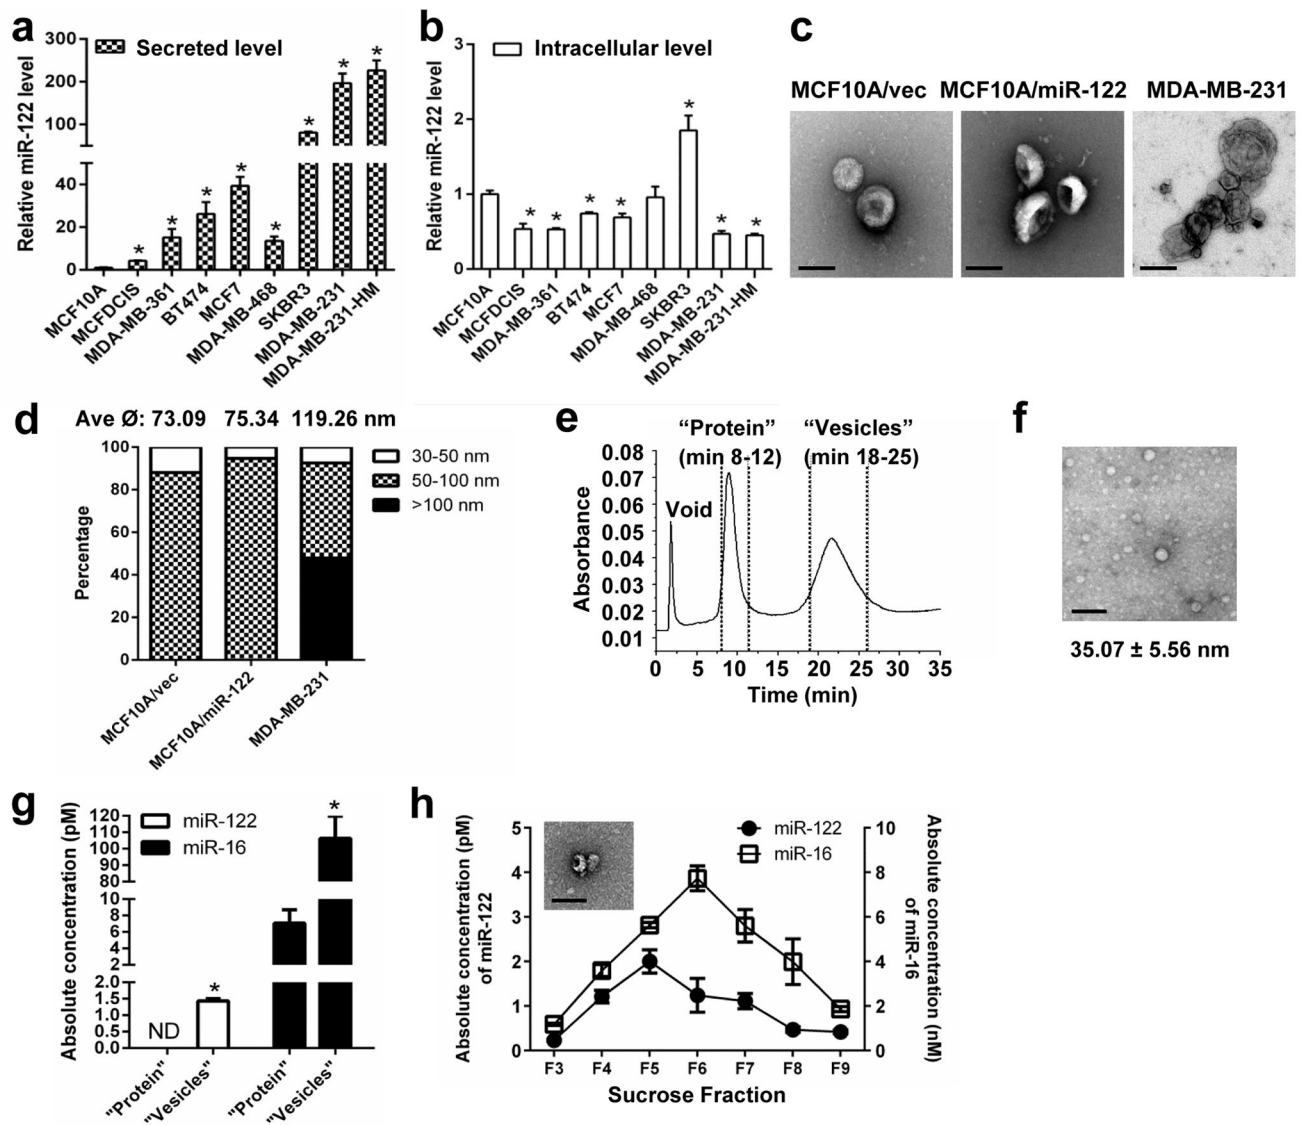 a
Secreted level
Relative miR-122 level
300
200
100
40
20
0
MCF10A
MCFDCIS
MDA-MB-361
BT474
MCF7
MDA-MB-468
SKBR3
MDA-MB-231
MDA-MB-231-HM
* * * * * * * *
b
Intracellular level
Relative miR-122 level
3
2
1
0
MCF10A
MCFDCIS
MDA-MB-361
BT474
MCF7
MDA-MB-468
SKBR3
MDA-MB-231
MDA-MB-231-HM
* * * * * * *
c
MCF10A/vec MCF10A/miR-122 MDA-MB-231
d
Ave Ø: 73.09 75.34 119.26 nm
Percentage
100
80
60
40
20
0
MCF10A/vec
MCF10A/miR-122
MDA-MB-231
30-50 nm
50-100 nm
>100 nm
e
“Protein” “Vesicles”
(min 8-12) (min 18-25)
Void
Absorbance
0.08
0.07
0.06
0.05
0.04
0.03
0.02
0.01
0 5 10 15 20 25 30 35
Time (min)
f
35.07 ± 5.56 nm
g
miR-122
miR-16
Absolute concentration (pM)
120
110
100
90
80
10
8
6
4
2
2.0
1.5
1.0
0.5
0.0
ND
*
*
"Protein"
"Vesicles"
"Protein"
"Vesicles"
h
miR-122
miR-16
Absolute concentration (pM)
of miR-122
5
4
3
2
1
0
F3 F4 F5 F6 F7 F8 F9
Sucrose Fraction
10
8
6
4
2
0
Absolute concentration (nM)
of miR-16